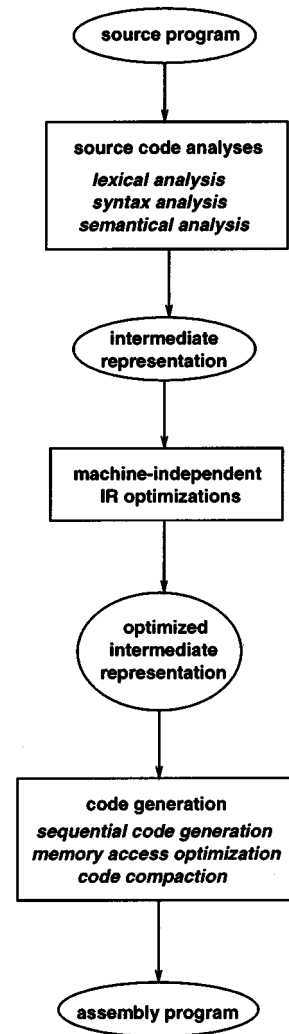 source program
source code analyses
lexical analysis
syntax analysis
semantical analysis
intermediate
representation
machine-independent
IR optimizations
optimized
intermediate
representation
code generation
sequential code generation
memory access optimization
code compaction
assembly program